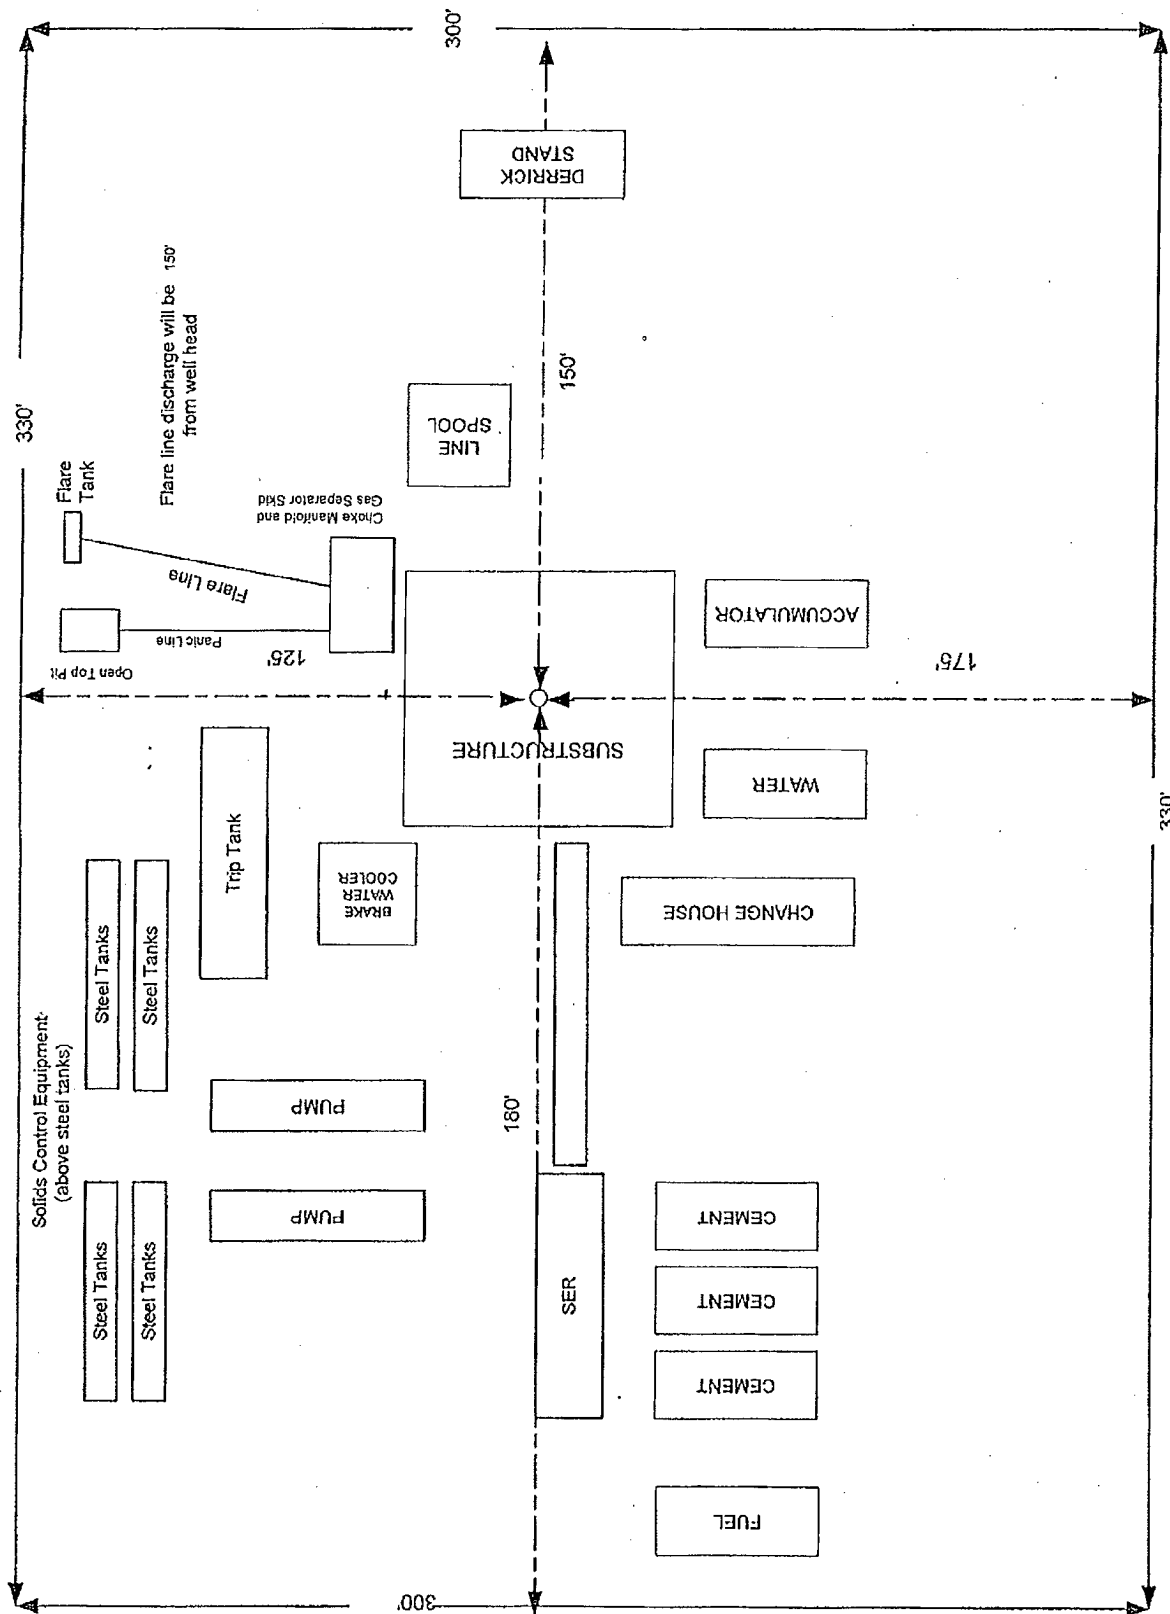 300'
330'
DERRICK
STAND
Flare line discharge will be 150'
from well head
150'
LINE
SPOOL
Flare
Tank
Choke Manifold and
Gas Separator Skid
Flare Line
Panic Line
Open Top Pit
125'
ACCUMULATOR
175'
SUBSTRUCTURE
WATER
330'
Trip Tank
BRAKE
WATER
COOLER
CHANGE HOUSE
Steel Tanks
Steel Tanks
Solids Control Equipment
(above steel tanks)
PUMP
180'
PUMP
Steel Tanks
Steel Tanks
SER
CEMENT
CEMENT
CEMENT
FUEL
300'